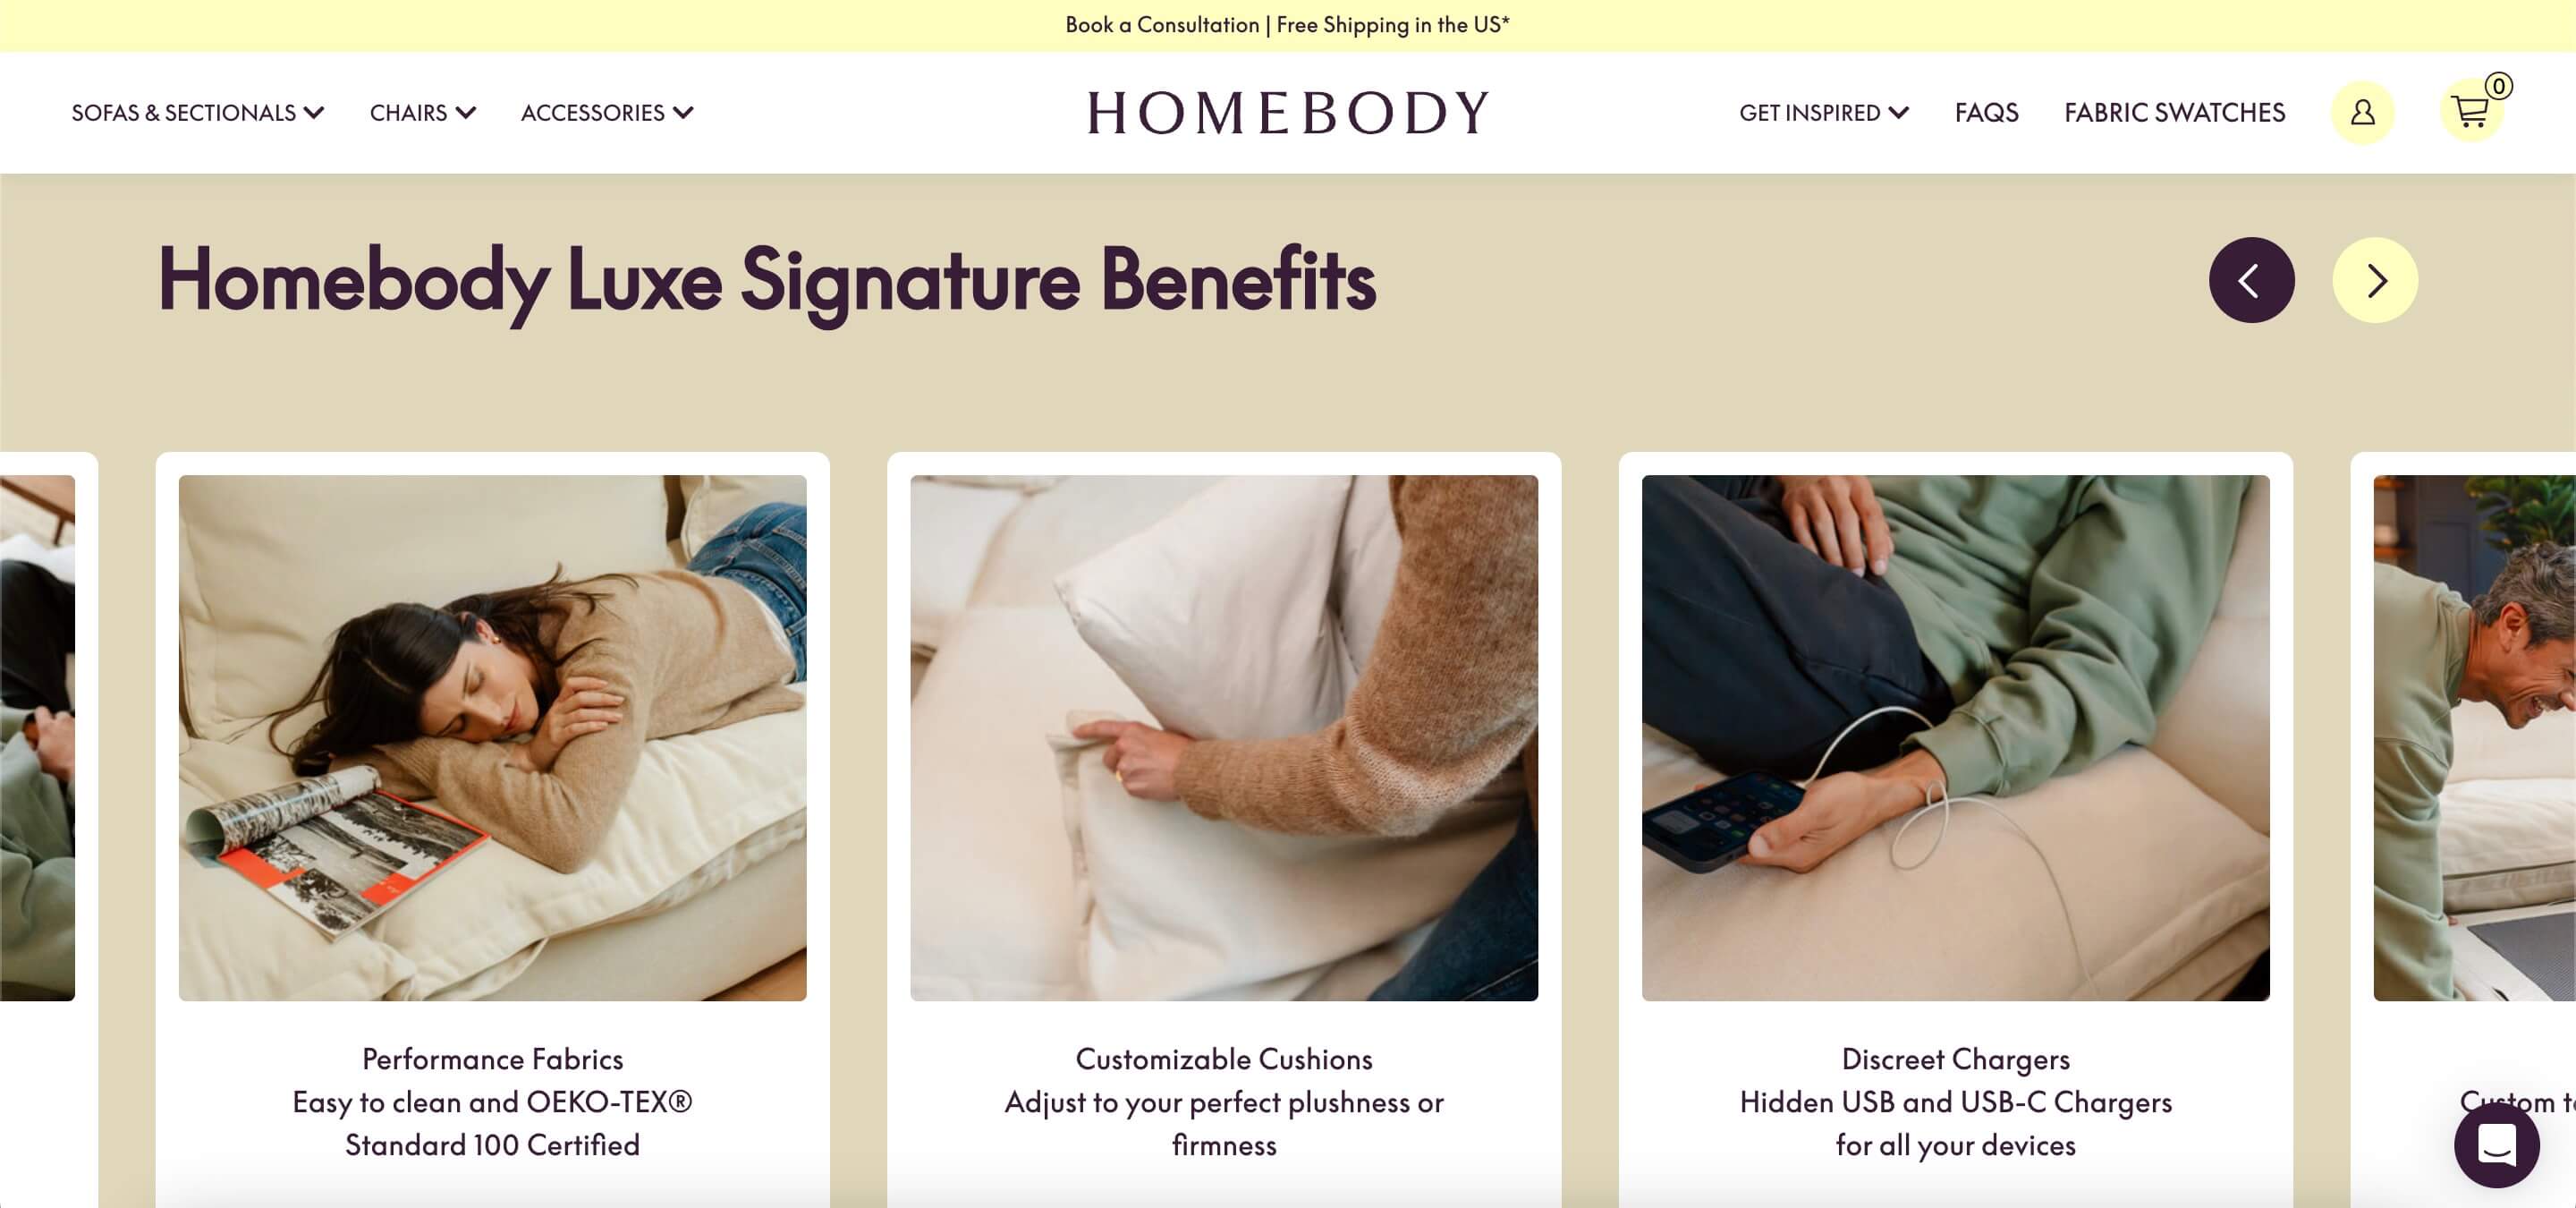 Book a Consultation | Free Shipping in the US*
SOFAS & SECTIONALS
CHAIRS
ACCESSORIES
HOMEBODY
GET INSPIRED
FAQS
FABRIC SWATCHES
0
Homebody Luxe Signature Benefits
Performance Fabrics
Easy to clean and OEKO-TEX®
Standard 100 Certified
Customizable Cushions
Adjust to your perfect plushness or
firmness
Discreet Chargers
Hidden USB and USB-C Chargers
for all your devices
Custom